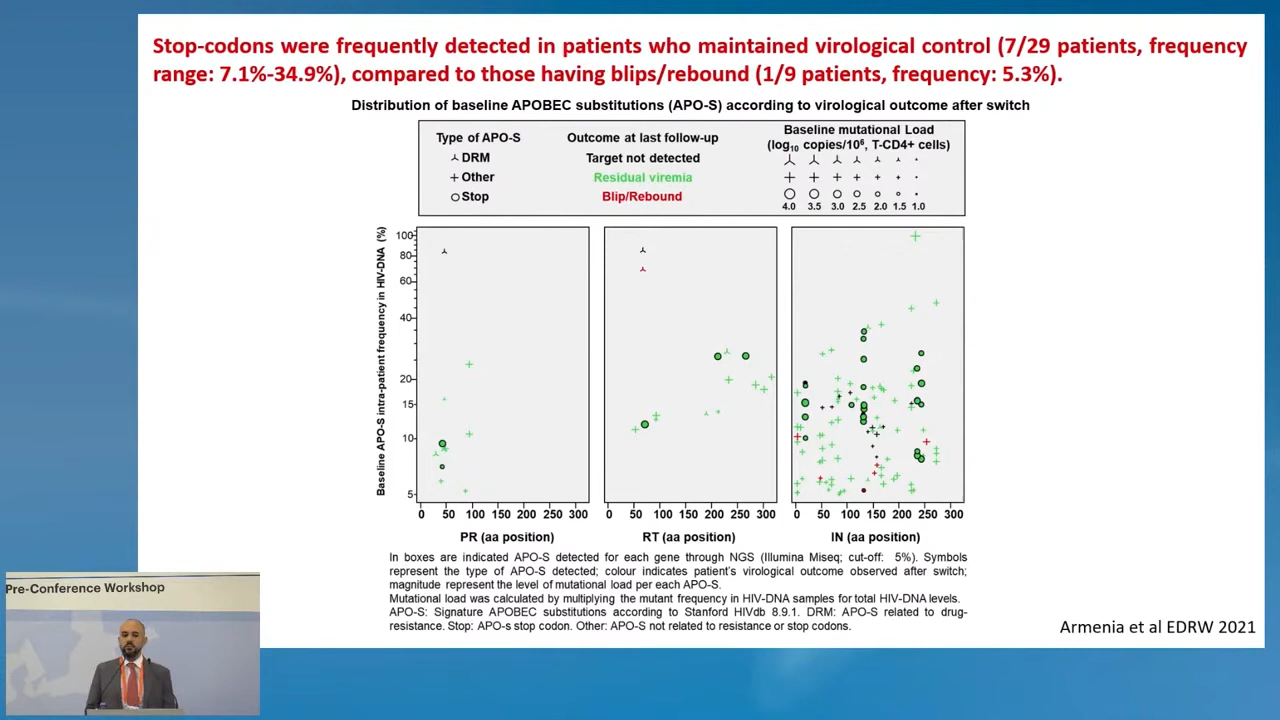 Stop-codons were frequently detected in patients who maintained virological control (7/29 patients, frequency
range: 7.1%-34.9%), compared to those having blips/rebound (1/9 patients, frequency: 5.3%).
Distribution of baseline APOBEC substitutions (APO-S) according to virological outcome after switch
Type of APO-S
DRM
Other
Stop
Outcome at last follow-up
Target not detected
Residual viremia
Blip/Rebound
Baseline mutational Load
(log10 copies/10⁶, T-CD4+ cells)
4.0 3.5 3.0 2.5 2.0 1.5 1.0
Baseline APO-S intra-patient frequency in HIV-DNA (%)
100
80
60
40
20
15
10
5
0 50 100 150 200 250 300
PR (aa position)
0 50 100 150 200 250 300
RT (aa position)
0 50 100 150 200 250 300
IN (aa position)
In boxes are indicated APO-S detected for each gene through NGS (Illumina Miseq; cut-off: 5%). Symbols
represent the type of APO-S detected; colour indicates patient's virological outcome observed after switch;
magnitude represent the level of mutational load per each APO-S.
Mutational load was calculated by multiplying the mutant frequency in HIV-DNA samples for total HIV-DNA levels.
APO-S: Signature APOBEC substitutions according to Stanford HIVdb 8.9.1. DRM: APO-S related to drug-
resistance. Stop: APO-s stop codon. Other: APO-S not related to resistance or stop codons.
Armenia et al EDRW 2021
Pre-Conference Workshop